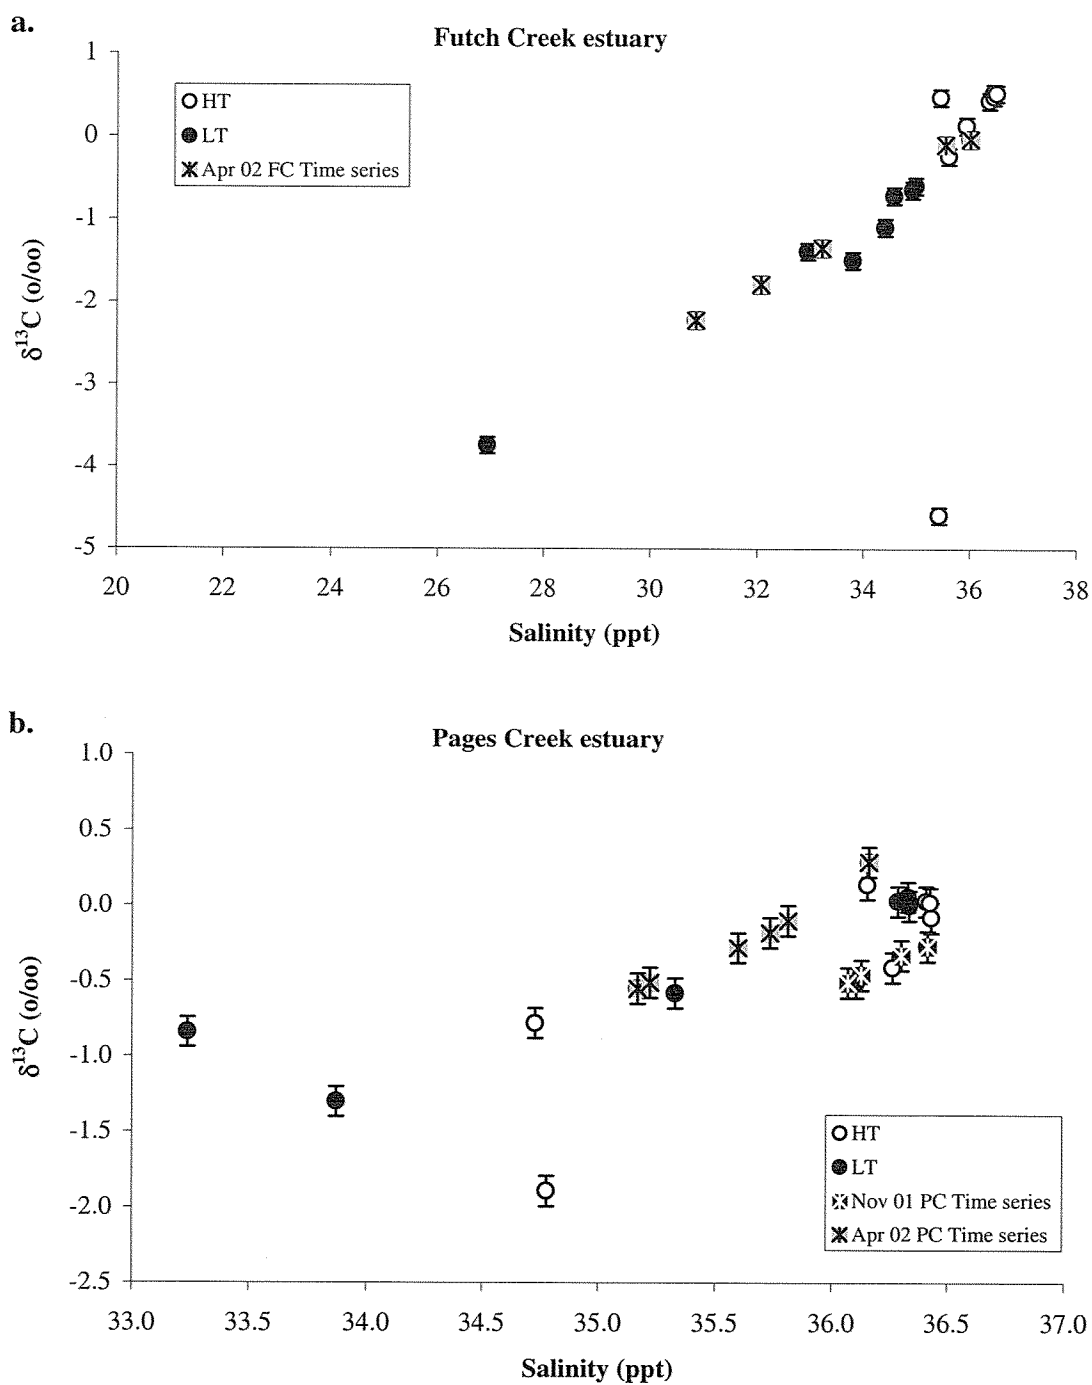 a.
Futch Creek estuary
HT
LT
Apr 02 FC Time series
1
0
-1
-2
-3
-4
-5
δ¹³C (o/oo)
20 22 24 26 28 30 32 34 36 38
Salinity (ppt)
b.
Pages Creek estuary
1.0
0.5
0.0
-0.5
-1.0
-1.5
-2.0
-2.5
δ¹³C (o/oo)
HT
LT
Nov 01 PC Time series
Apr 02 PC Time series
33.0 33.5 34.0 34.5 35.0 35.5 36.0 36.5 37.0
Salinity (ppt)